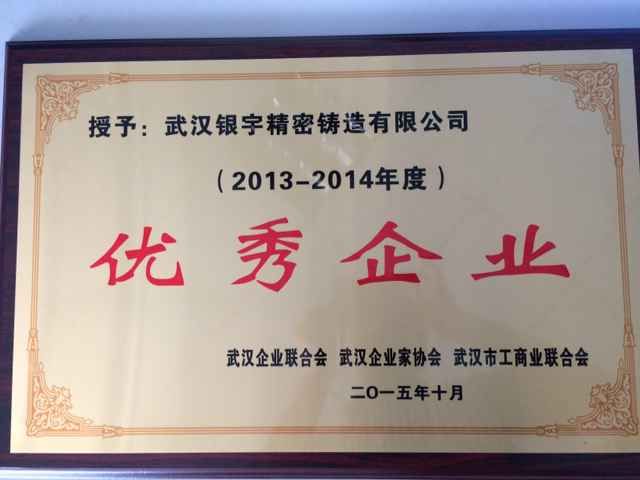 授予：武汉银宇精密铸造有限公司
（2013-2014年度）
优秀企业
武汉企业联合会 武汉企业家协会 武汉市工商业联合会
二〇一五年十月